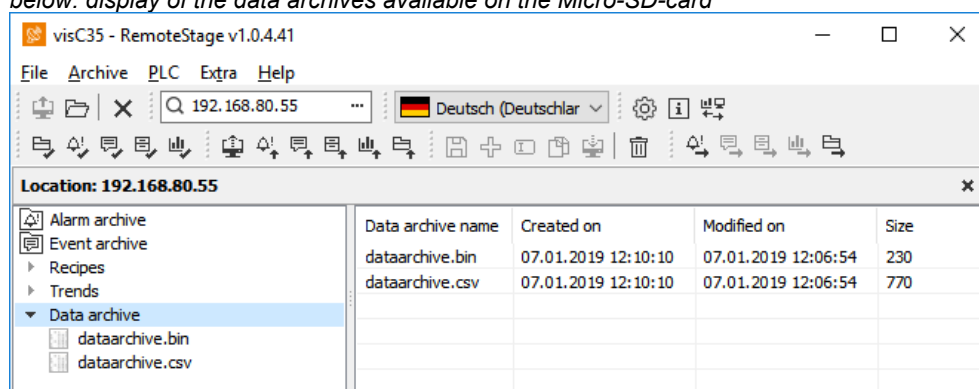 below: display of the data archives available on the Micro-SD-card
visC35 - RemoteStage v1.0.4.41
File Archive PLC Extra Help
192.168.80.55 ... Deutsch (Deutschlar
Location: 192.168.80.55
Alarm archive
Event archive
Recipes
Trends
Data archive
dataarchive.bin
dataarchive.csv
Data archive name Created on Modified on Size
dataarchive.bin 07.01.2019 12:10:10 07.01.2019 12:06:54 230
dataarchive.csv 07.01.2019 12:10:10 07.01.2019 12:06:54 770